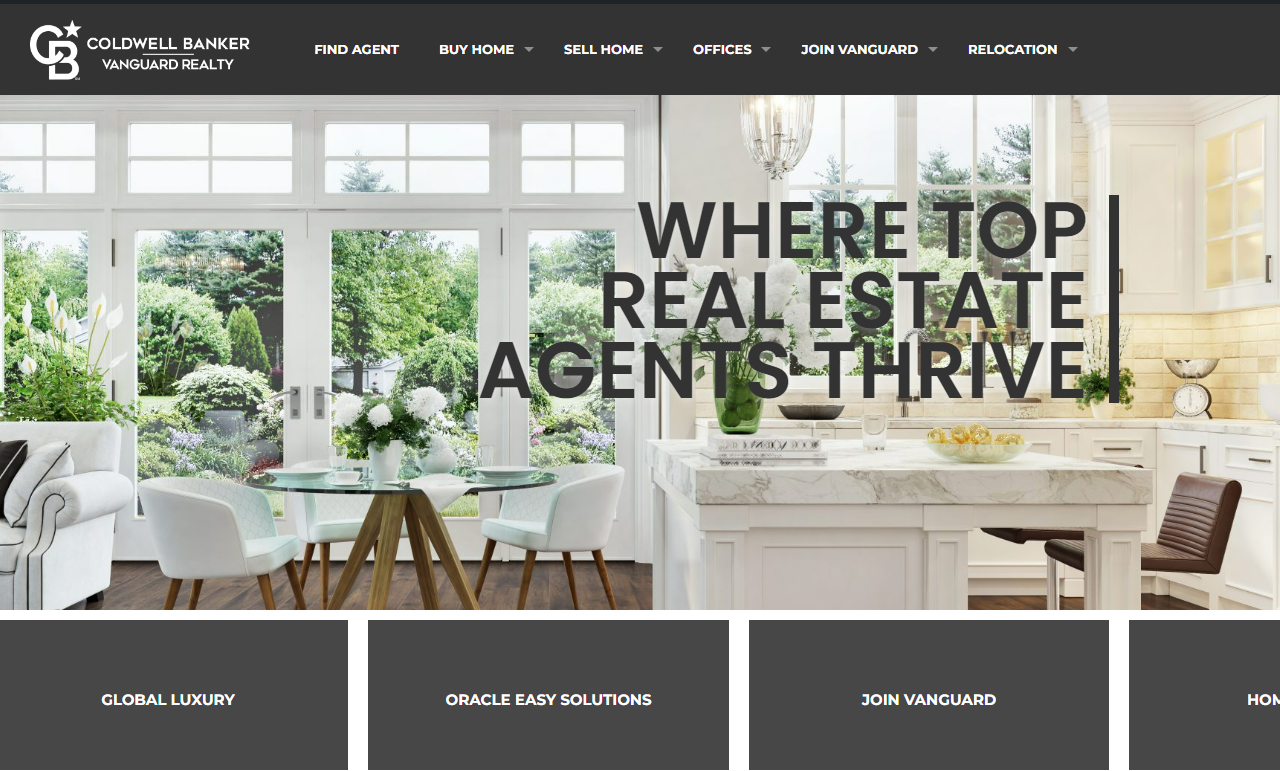 COLDWELL BANKER
VANGUARD REALTY
FIND AGENT
BUY HOME
SELL HOME
OFFICES
JOIN VANGUARD
RELOCATION
WHERE TOP
REAL ESTATE
AGENTS THRIVE
GLOBAL LUXURY
ORACLE EASY SOLUTIONS
JOIN VANGUARD